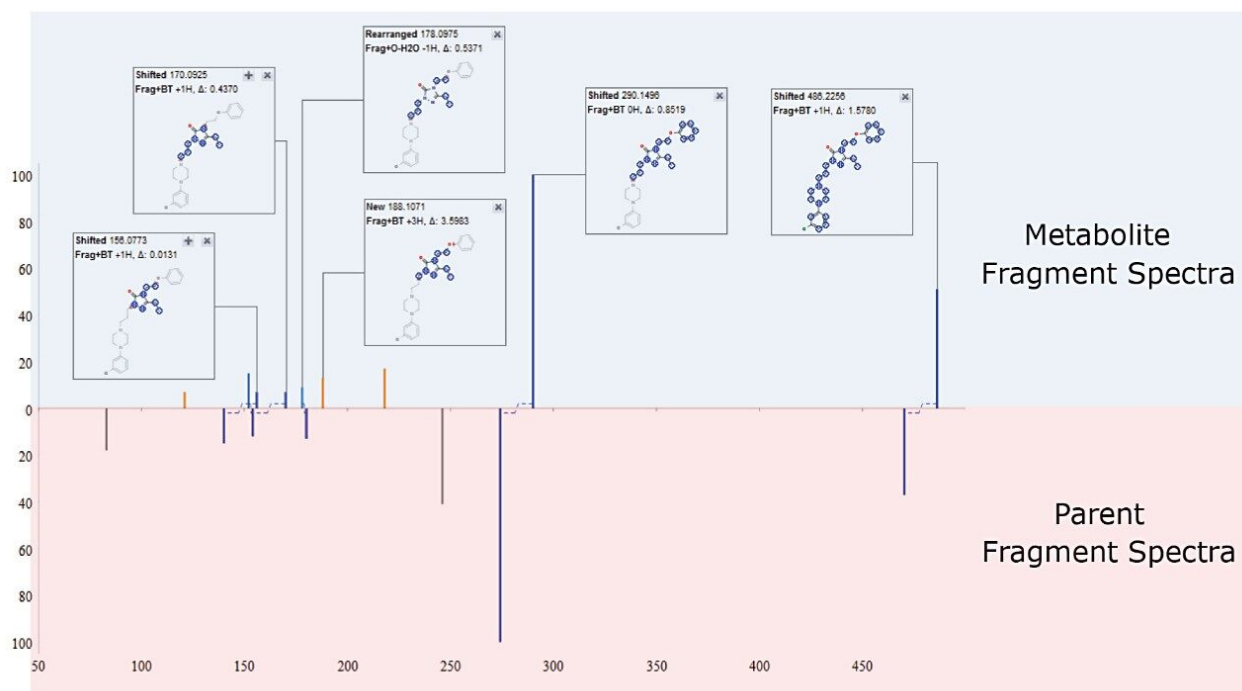 Rearranged 178.0975
Frag+O-H2O -1H, Δ: 0.5371
Shifted 170.0925
Frag+BT +1H, Δ: 0.4370
Shifted 290.1496
Frag+BT 0H, Δ: 0.8519
Shifted 486.2256
Frag+BT +1H, Δ: 1.5780
New 188.1071
Frag+BT +3H, Δ: 3.5983
Shifted 156.0773
Frag+BT +1H, Δ: 0.0131
Metabolite
Fragment Spectra
Parent
Fragment Spectra
100
80
60
40
20
0
20
40
60
80
100
50 100 150 200 250 300 350 400 450